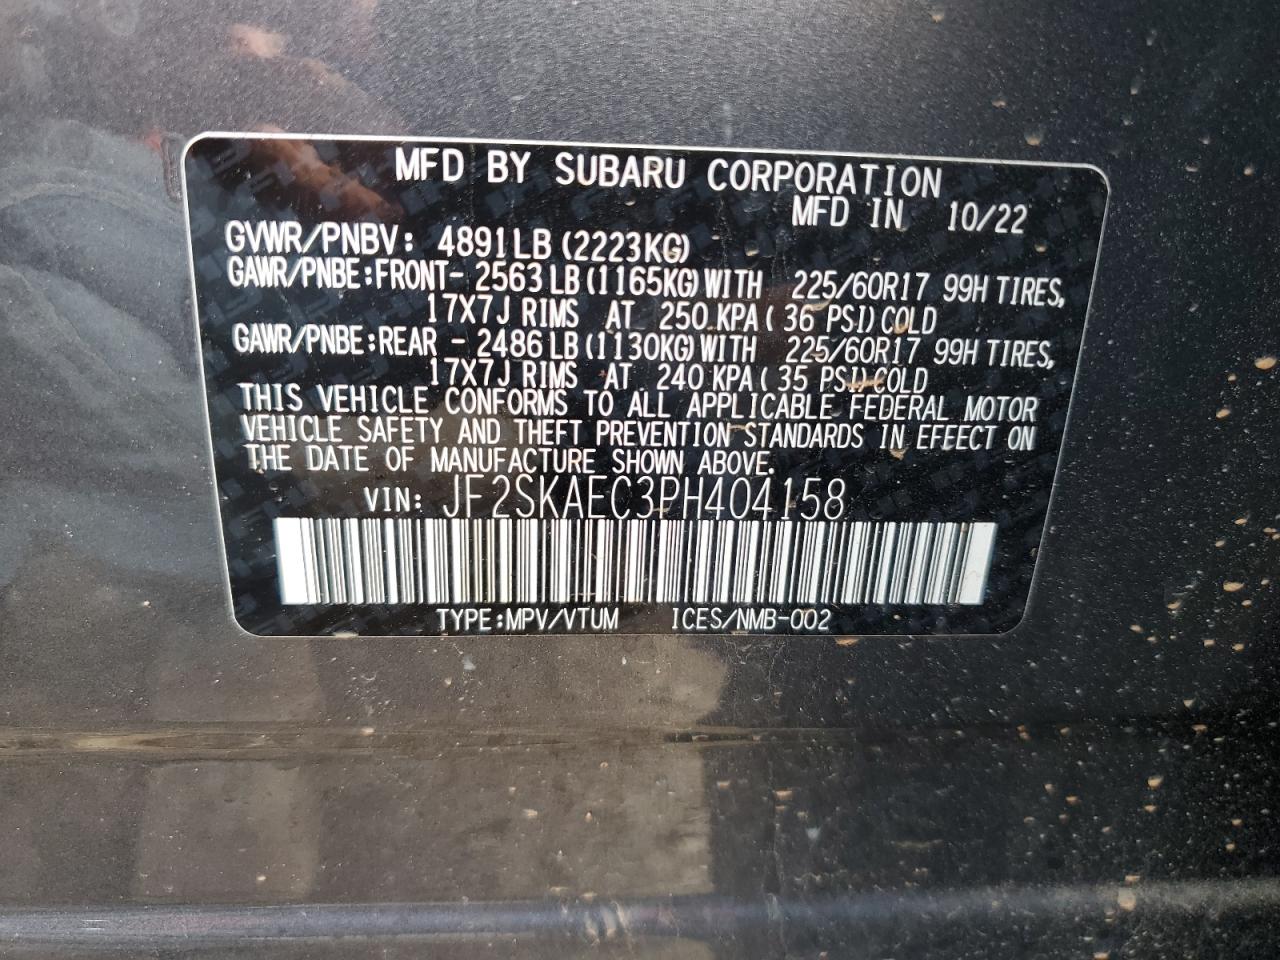 MFD BY SUBARU CORPORATION
MFD IN 10/22
GVWR/PNBV: 4891LB (2223KG)
GAWR/PNBE:FRONT- 2563LB(1165KG)WITH 225/60R17 99H TIRES,
17X7J RIMS AT 250 KPA( 36 PSI)COLD
GAWR/PNBE:REAR - 2486LB(1130KG)WITH 225/60R17 99H TIRES,
17X7J RIMS AT 240 KPA( 35 PSI)COLD
THIS VEHICLE CONFORMS TO ALL APPLICABLE FEDERAL MOTOR
VEHICLE SAFETY AND THEFT PREVENTION STANDARDS IN EFFECT ON
THE DATE OF MANUFACTURE SHOWN ABOVE.
VIN: JF2SKAEC3PH404158
TYPE:MPV/VTUM ICES/NMB-002